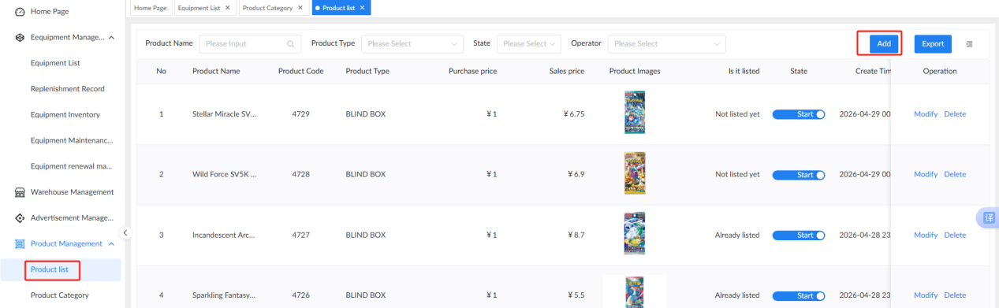 Home Page
Home Page Equipment List × Product Category × Product list ×
Eequipment Manage...
Product Name Please Input Product Type Please Select State Please Select Operator Please Select Add Export
Equipment List
No Product Name Product Code Product Type Purchase price Sales price Product Images Is it listed State Create Tim Operation
Replenishment Record
Equipment Inventory
1 Stellar Miracle SV... 4729 BLIND BOX ¥1 ¥6.75 Not listed yet Start 2026-04-29 00 Modify Delete
Equipment Maintenanc...
Equipment renewal ma...
2 Wild Force SV5K ... 4728 BLIND BOX ¥1 ¥6.9 Not listed yet Start 2026-04-29 00 Modify Delete
Warehouse Management
Advertisement Manage...
译
3 Incandescent Arc... 4727 BLIND BOX ¥1 ¥8.7 Already listed Start 2026-04-28 23 Modify Delete
Product Management
Product list
Product Category
4 Sparkling Fantasy... 4726 BLIND BOX ¥1 ¥5.5 Already listed Start 2026-04-28 23 Modify Delete